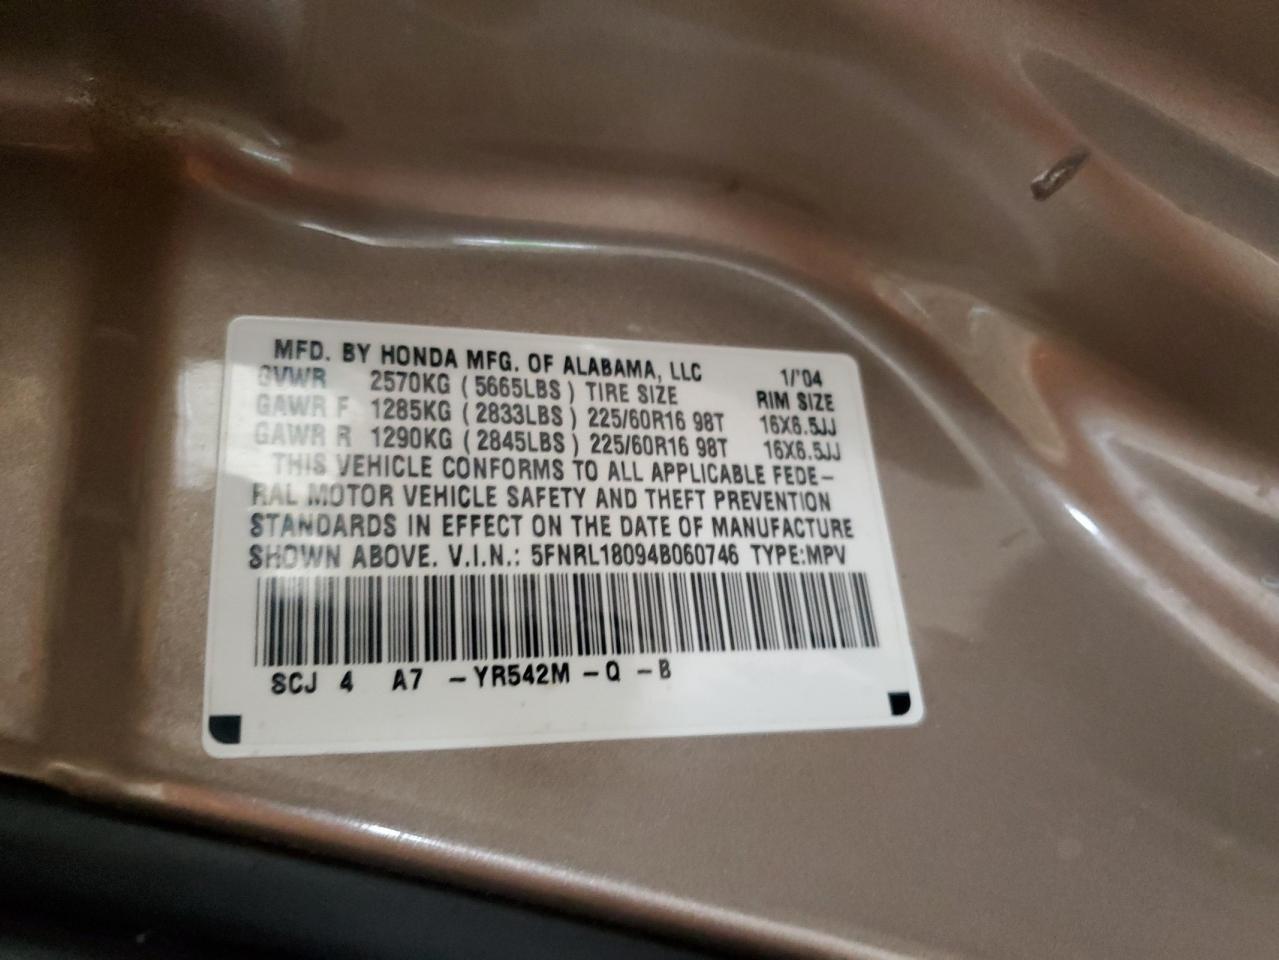 MFD. BY HONDA MFG. OF ALABAMA, LLC 1/'04
GVWR 2570KG (5665LBS) TIRE SIZE RIM SIZE
GAWR F 1285KG (2833LBS) 225/60R16 98T 16X6.5JJ
GAWR R 1290KG (2845LBS) 225/60R16 98T 16X6.5JJ
THIS VEHICLE CONFORMS TO ALL APPLICABLE FEDE-
RAL MOTOR VEHICLE SAFETY AND THEFT PREVENTION
STANDARDS IN EFFECT ON THE DATE OF MANUFACTURE
SHOWN ABOVE. V.I.N.: 5FNRL18094B060746 TYPE:MPV
SCJ 4 A7 -YR542M -Q -B